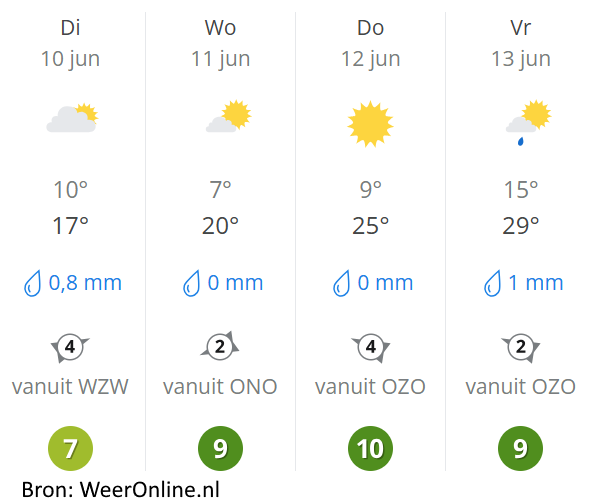 Di Wo Do Vr
10 jun 11 jun 12 jun 13 jun
10° 7° 9° 15°
17° 20° 25° 29°
0,8 mm 0 mm 0 mm 1 mm
4 2 4 2
vanuit WZW vanuit ONO vanuit OZO vanuit OZO
7 9 10 9
Bron: WeerOnline.nl